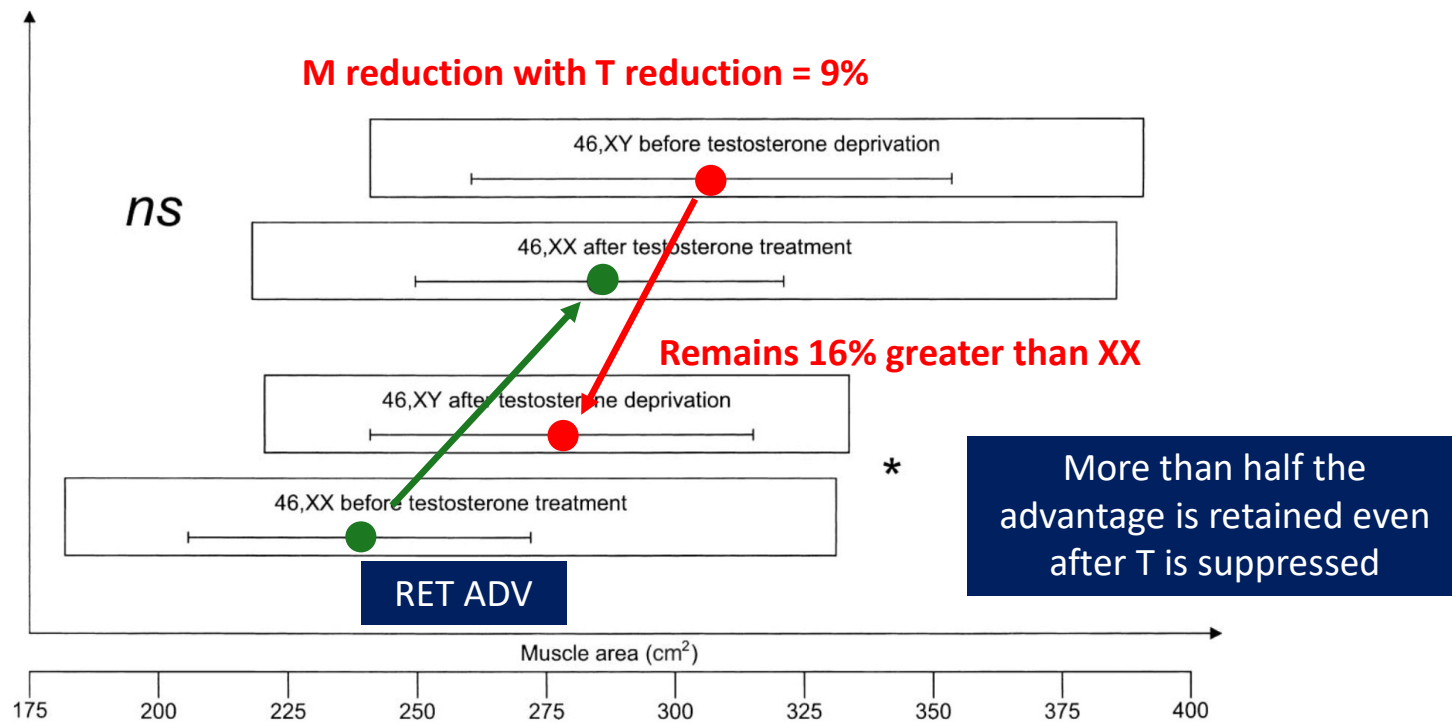 M reduction with T reduction = 9%
46,XY before testosterone deprivation
ns
46,XX after testosterone treatment
Remains 16% greater than XX
46,XY after testosterone deprivation
*
46,XX before testosterone treatment
More than half the
advantage is retained even
after T is suppressed
RET ADV
Muscle area (cm²)
175 200 225 250 275 300 325 350 375 400